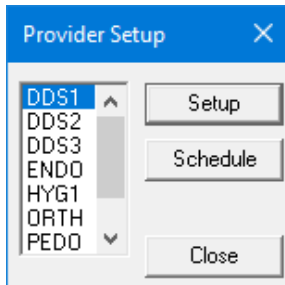 Provider Setup
DDS1
DDS2
DDS3
ENDO
HYG1
ORTH
PEDO
Setup
Schedule
Close